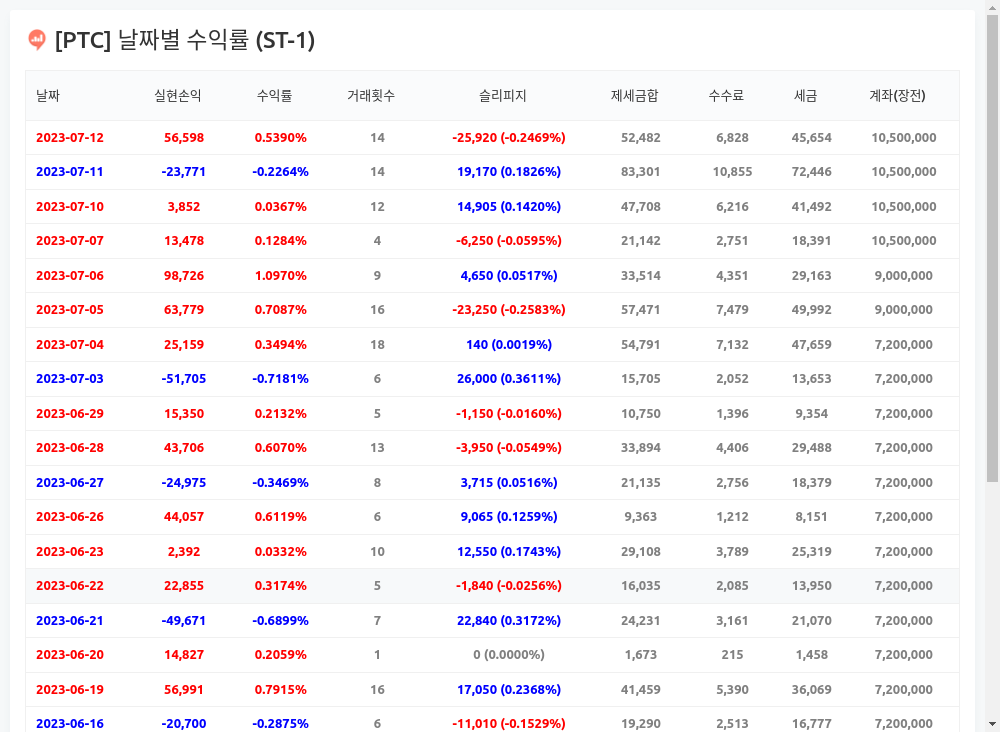 [PTC] 날짜별 수익률 (ST-1)
날짜 실현손익 수익률 거래횟수 슬리피지 제세금합 수수료 세금 계좌(장전)
2023-07-12 56,598 0.5390% 14 -25,920 (-0.2469%) 52,482 6,828 45,654 10,500,000
2023-07-11 -23,771 -0.2264% 14 19,170 (0.1826%) 83,301 10,855 72,446 10,500,000
2023-07-10 3,852 0.0367% 12 14,905 (0.1420%) 47,708 6,216 41,492 10,500,000
2023-07-07 13,478 0.1284% 4 -6,250 (-0.0595%) 21,142 2,751 18,391 10,500,000
2023-07-06 98,726 1.0970% 9 4,650 (0.0517%) 33,514 4,351 29,163 9,000,000
2023-07-05 63,779 0.7087% 16 -23,250 (-0.2583%) 57,471 7,479 49,992 9,000,000
2023-07-04 25,159 0.3494% 18 140 (0.0019%) 54,791 7,132 47,659 7,200,000
2023-07-03 -51,705 -0.7181% 6 26,000 (0.3611%) 15,705 2,052 13,653 7,200,000
2023-06-29 15,350 0.2132% 5 -1,150 (-0.0160%) 10,750 1,396 9,354 7,200,000
2023-06-28 43,706 0.6070% 13 -3,950 (-0.0549%) 33,894 4,406 29,488 7,200,000
2023-06-27 -24,975 -0.3469% 8 3,715 (0.0516%) 21,135 2,756 18,379 7,200,000
2023-06-26 44,057 0.6119% 6 9,065 (0.1259%) 9,363 1,212 8,151 7,200,000
2023-06-23 2,392 0.0332% 10 12,550 (0.1743%) 29,108 3,789 25,319 7,200,000
2023-06-22 22,855 0.3174% 5 -1,840 (-0.0256%) 16,035 2,085 13,950 7,200,000
2023-06-21 -49,671 -0.6899% 7 22,840 (0.3172%) 24,231 3,161 21,070 7,200,000
2023-06-20 14,827 0.2059% 1 0 (0.0000%) 1,673 215 1,458 7,200,000
2023-06-19 56,991 0.7915% 16 17,050 (0.2368%) 41,459 5,390 36,069 7,200,000
2023-06-16 -20,700 -0.2875% 6 -11,010 (-0.1529%) 19,290 2,513 16,777 7,200,000